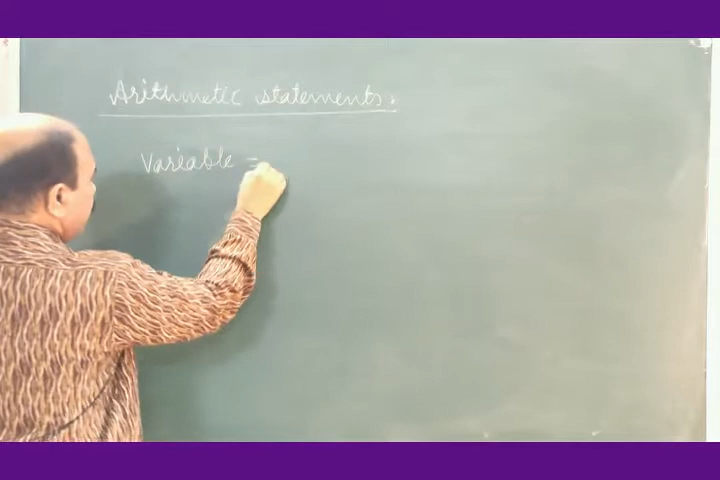 Arithmetic statements :
Variable =